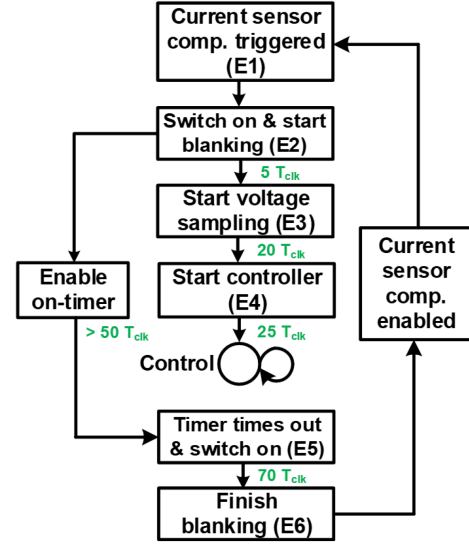 Current sensor
comp. triggered
(E1)
Switch on & start
blanking (E2)
5 Tclk
Start voltage
sampling (E3)
20 Tclk
Start controller
(E4)
25 Tclk
Control
Enable
on-timer
> 50 Tclk
Timer times out
& switch on (E5)
70 Tclk
Finish
blanking (E6)
Current
sensor
comp.
enabled